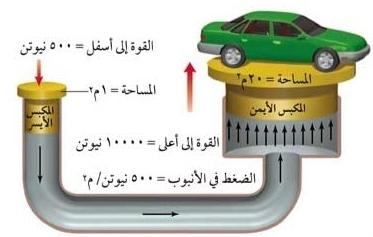 القوة إلى أسفل = ٥٠٠ نيوتن
المساحة = ١م٢
المكبس
الأيسر
المساحة = ٢٠م٢
المكبس الأيمن
القوة إلى أعلى = ١٠٠٠٠ نيوتن
الضغط في الأنبوب = ٥٠٠ نيوتن/ م٢